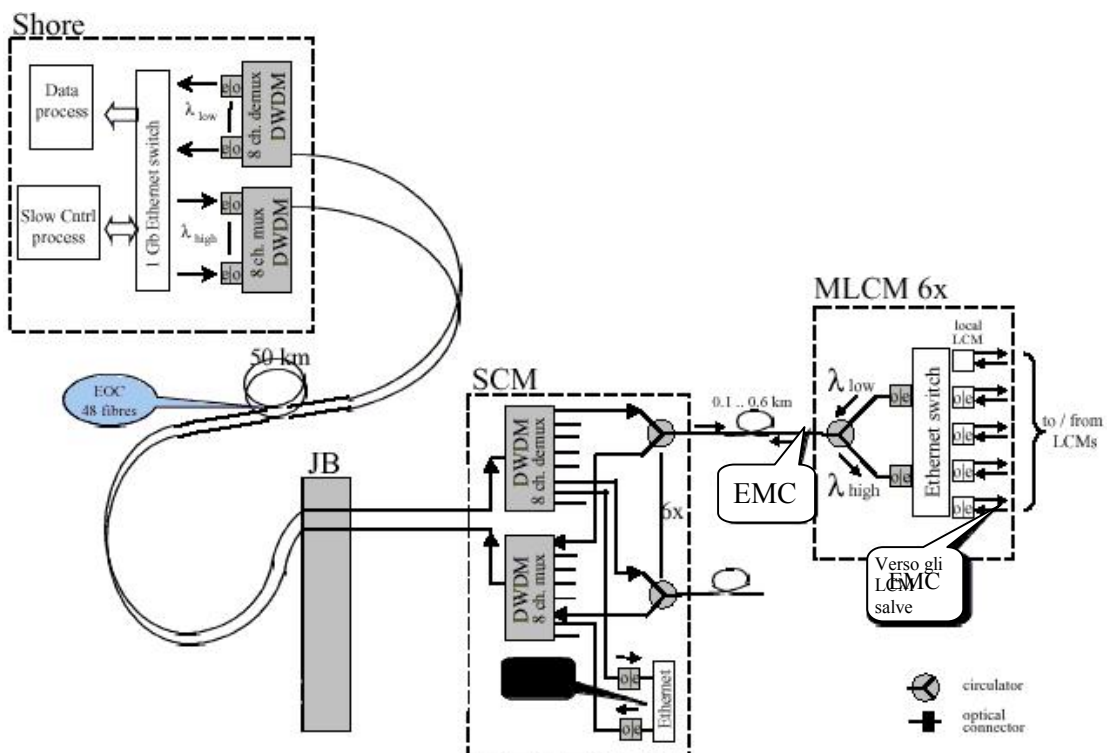 Shore
Data
process
Slow Cntrl
process
1 Gb Ethernet switch
λ low
λ high
e o
e o
e o
e o
8 ch. demux
DWDM
8 ch. mux
DWDM
50 km
EOC
48 fibres
JB
SCM
DWDM
8 ch. demux
DWDM
8 ch. mux
6x
o e
o e
Ethernet
0.1 .. 0.6 km
EMC
MLCM 6x
λ low
λ high
o e
o e
Ethernet switch
local
LCM
o e
o e
o e
o e
to / from
LCMs
Verso gli
LCM
salve
EMC
circulator
optical
connector